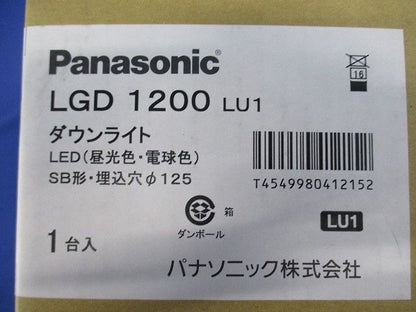 Panasonic®
LGD 1200 LU1
16
ダウンライト
LED(昼光色・電球色)
SB形・埋込穴φ125
T4549980412152
箱
ダンボール
LU1
1台入
パナソニック株式会社